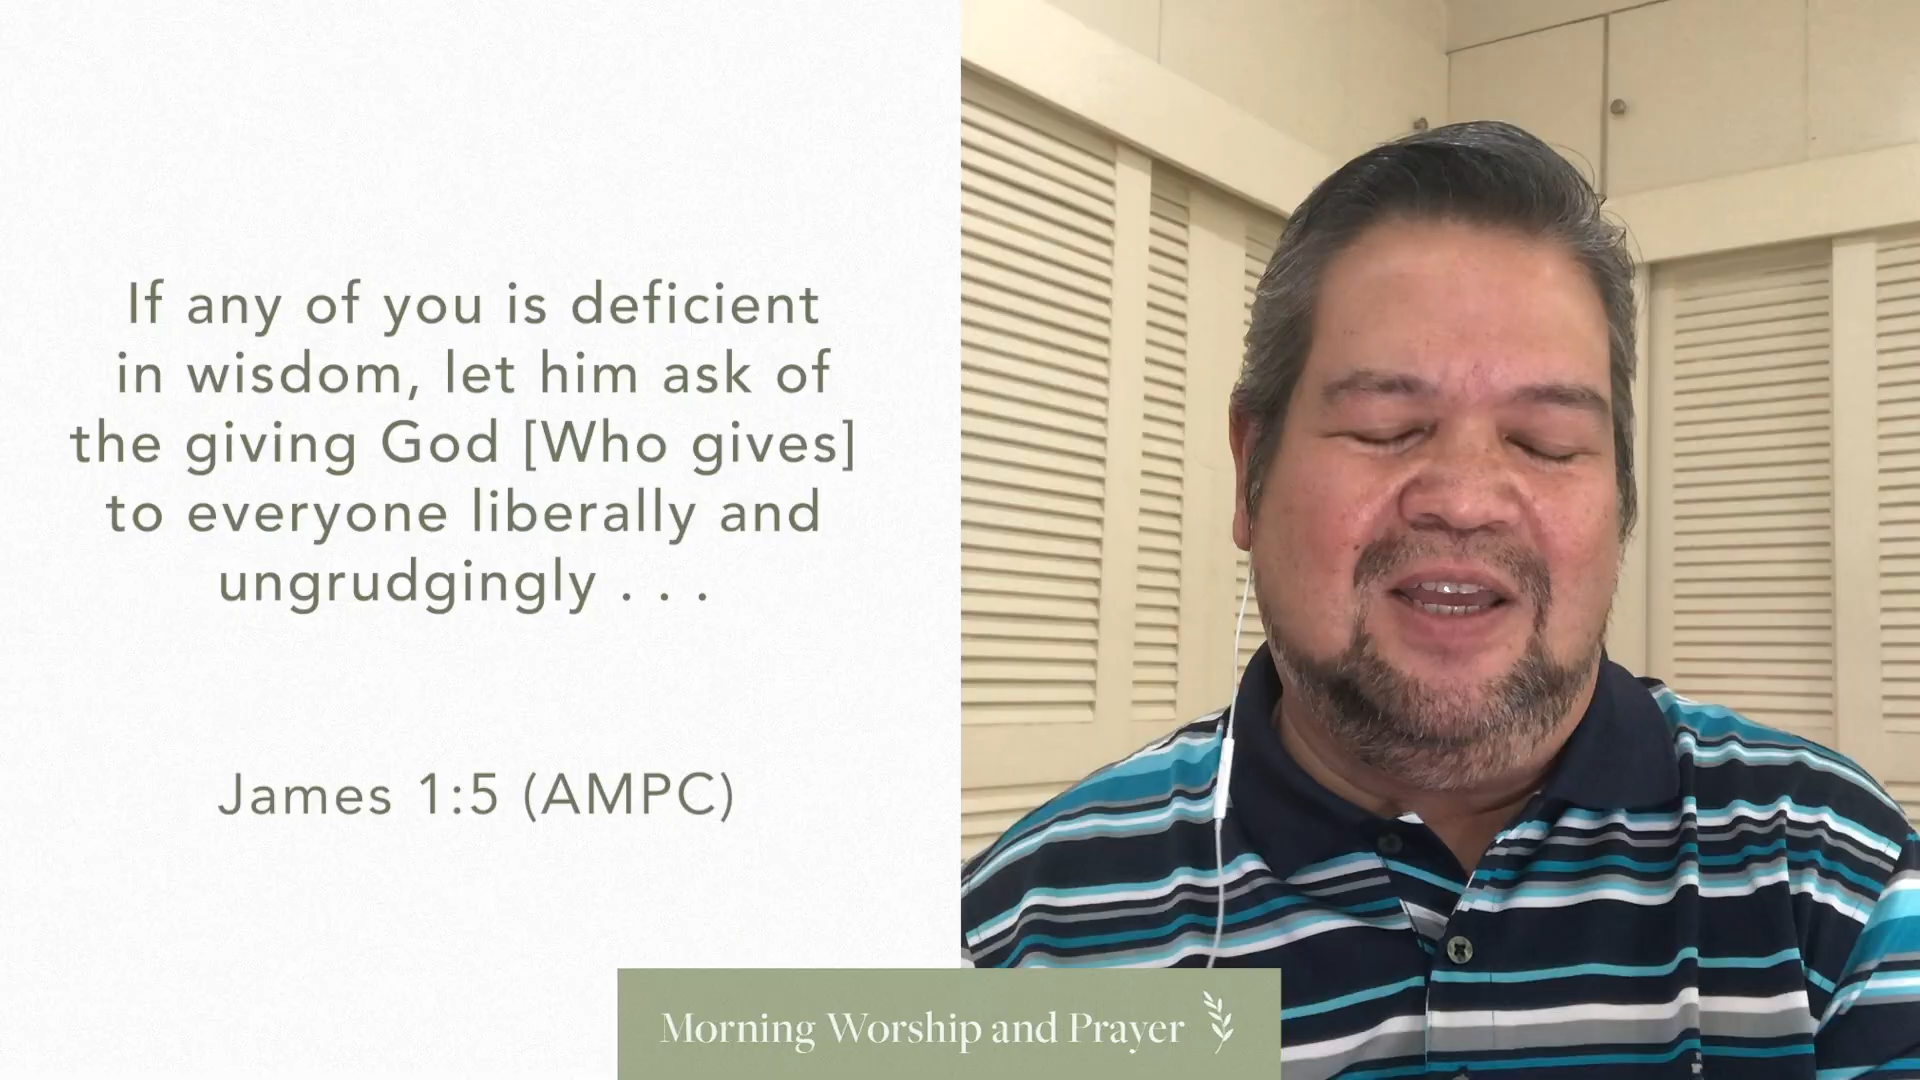 If any of you is deficient
in wisdom, let him ask of
the giving God [Who gives]
to everyone liberally and
ungrudgingly . . .
James 1:5 (AMPC)
Morning Worship and Prayer